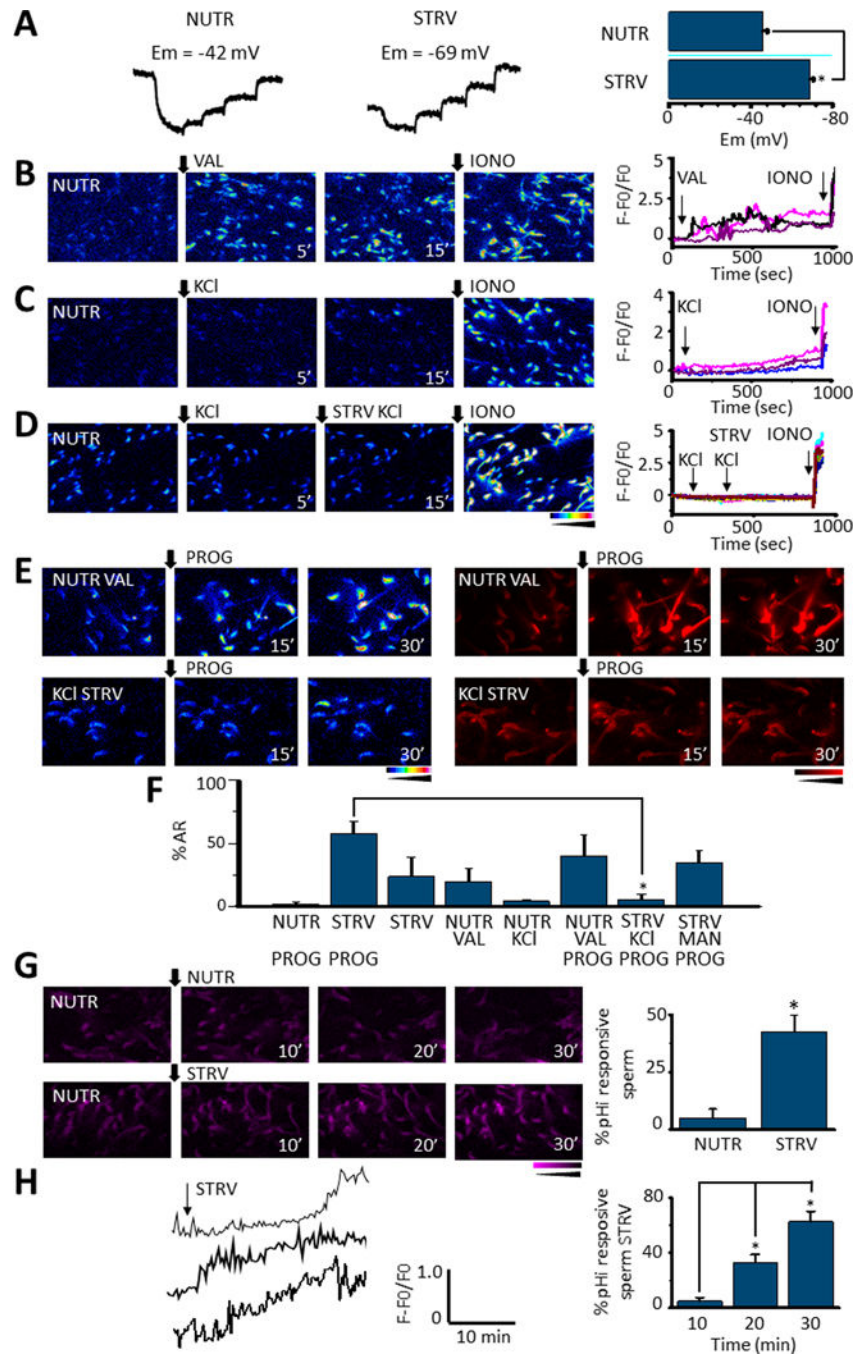 A
NUTR
Em = -42 mV
STRV
Em = -69 mV
NUTR
STRV
*
0 -40 -80
Em (mV)
B
NUTR
VAL
5’
15’
IONO
5
2.5
0
F-F0/F0
VAL
IONO
0 500 1000
Time (sec)
C
NUTR
KCl
5’
15’
IONO
4
2
0
F-F0/F0
KCl
IONO
0 500 1000
Time (sec)
D
NUTR
KCl
5’
STRV KCl
15’
IONO
5
2.5
0
F-F0/F0
KCl
STRV
KCl
IONO
0 500 1000
Time (sec)
E
NUTR VAL
PROG
15’
30’
PROG
NUTR VAL
15’
30’
KCl STRV
PROG
15’
30’
PROG
KCl STRV
15’
30’
F
100
50
0
%AR
*
NUTR PROG
STRV PROG
STRV
NUTR VAL
NUTR KCl
NUTR VAL PROG
STRV KCl PROG
STRV MAN PROG
G
NUTR
NUTR
10’
20’
30’
NUTR
STRV
10’
20’
30’
50
25
0
%pHi responsive
sperm
*
NUTR STRV
H
STRV
1.0
F-F0/F0
10 min
80
40
0
%pHi resposive
sperm STRV
* *
10 20 30
Time (min)